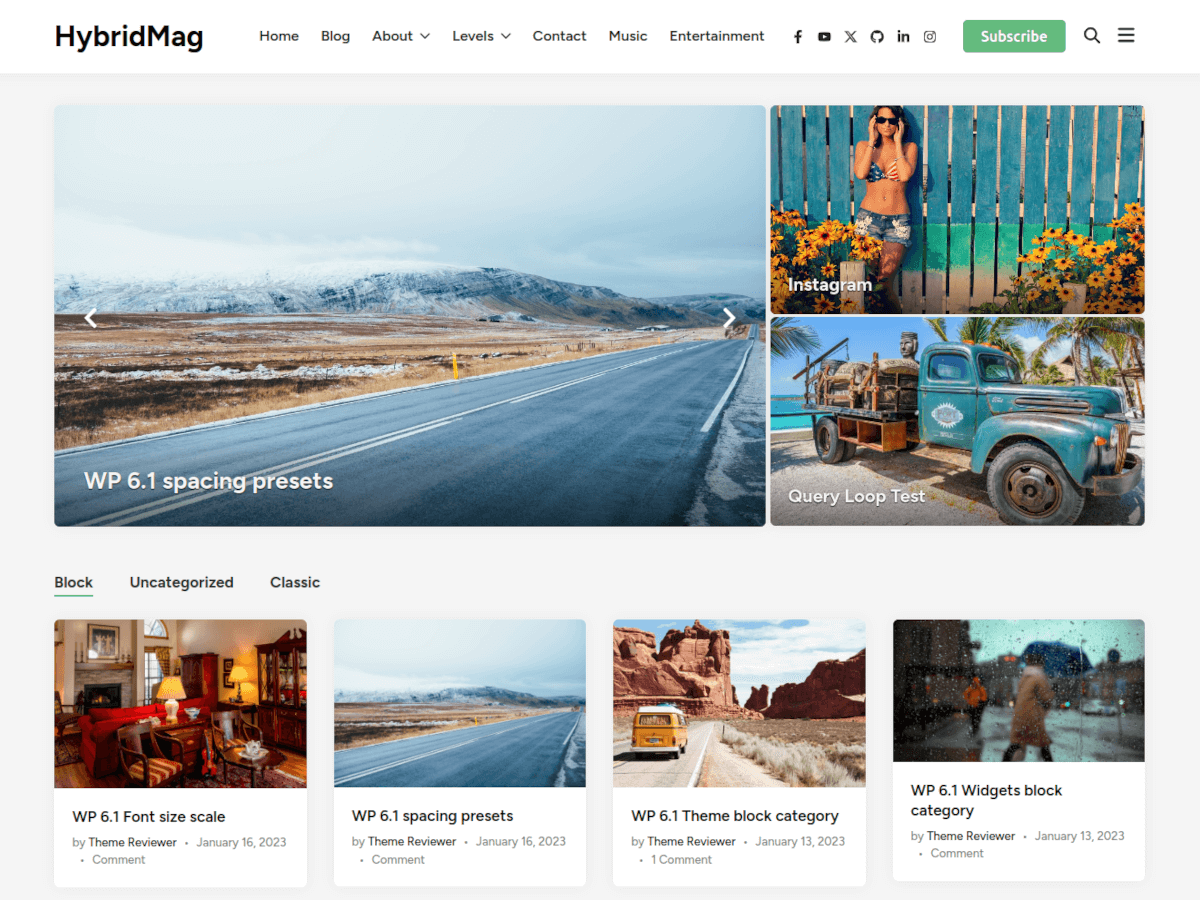 HybridMag
Home Blog About Levels Contact Music Entertainment Subscribe
WP 6.1 spacing presets
Instagram
Query Loop Test
Block Uncategorized Classic
WP 6.1 Font size scale
by Theme Reviewer • January 16, 2023
• Comment
WP 6.1 spacing presets
by Theme Reviewer • January 16, 2023
• Comment
WP 6.1 Theme block category
by Theme Reviewer • January 13, 2023
• 1 Comment
WP 6.1 Widgets block
category
by Theme Reviewer • January 13, 2023
• Comment